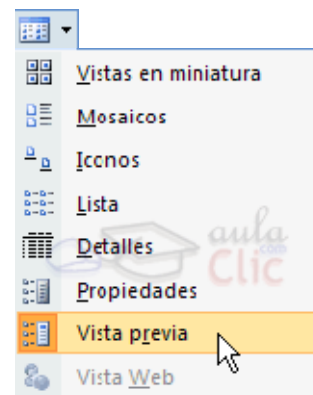 Vistas en miniatura
Mosaicos
Iconos
Lista
Detalles
aula
.com
Clic
Propiedades
Vista previa
Vista Web